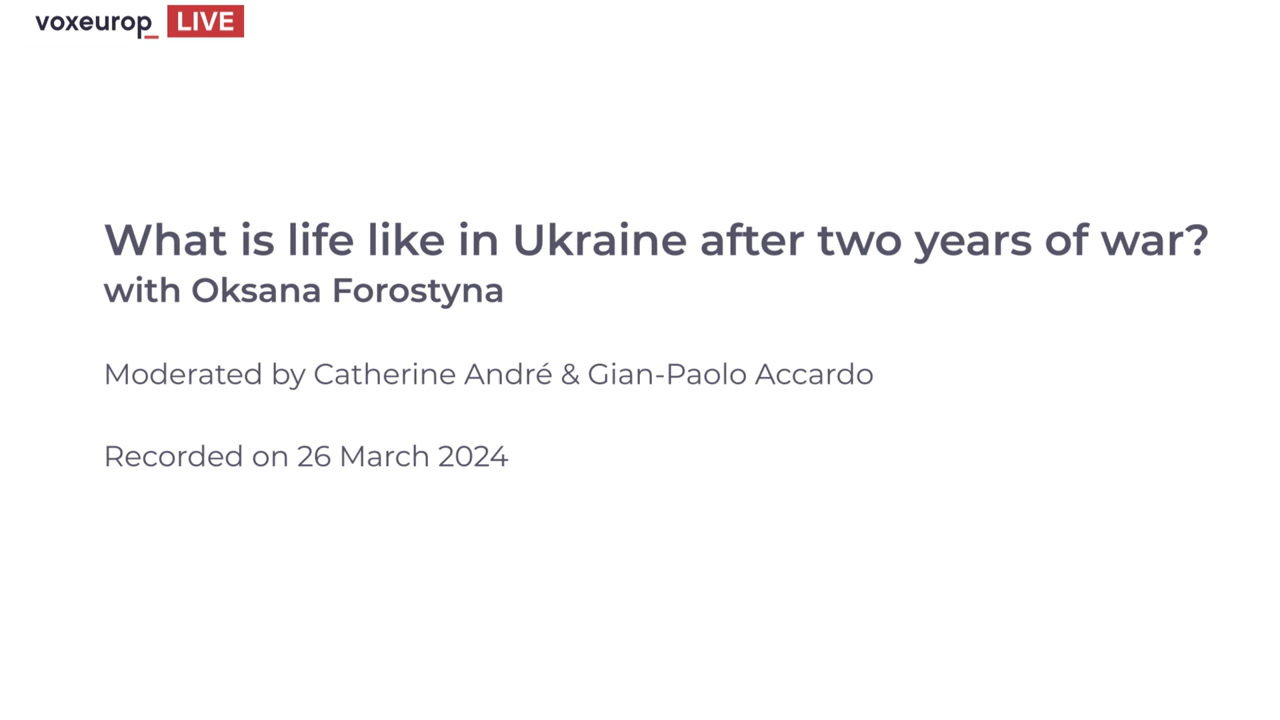 voxeurop_ LIVE
What is life like in Ukraine after two years of war?
with Oksana Forostyna
Moderated by Catherine André & Gian-Paolo Accardo
Recorded on 26 March 2024